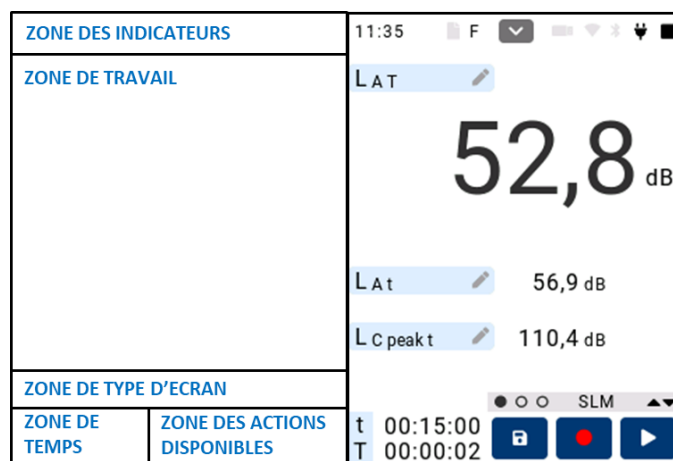 ZONE DES INDICATEURS
11:35 F
ZONE DE TRAVAIL
LAT
52,8 dB
LAt
56,9 dB
LC peak t
110,4 dB
ZONE DE TYPE D'ECRAN
SLM
ZONE DE
TEMPS
ZONE DES ACTIONS
DISPONIBLES
t 00:15:00
T 00:00:02